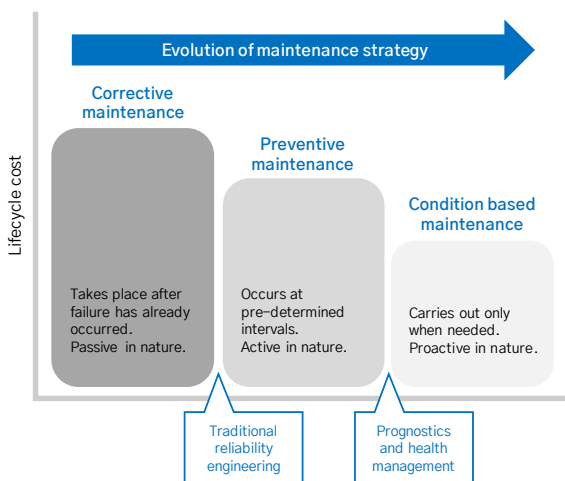 Evolution of maintenance strategy
Corrective
maintenance
Preventive
maintenance
Condition based
maintenance
Lifecycle cost
Takes place after
failure has already
occurred.
Passive in nature.
Occurs at
pre-determined
intervals.
Active in nature.
Carries out only
when needed.
Proactive in nature.
Traditional
reliability
engineering
Prognostics
and health
management